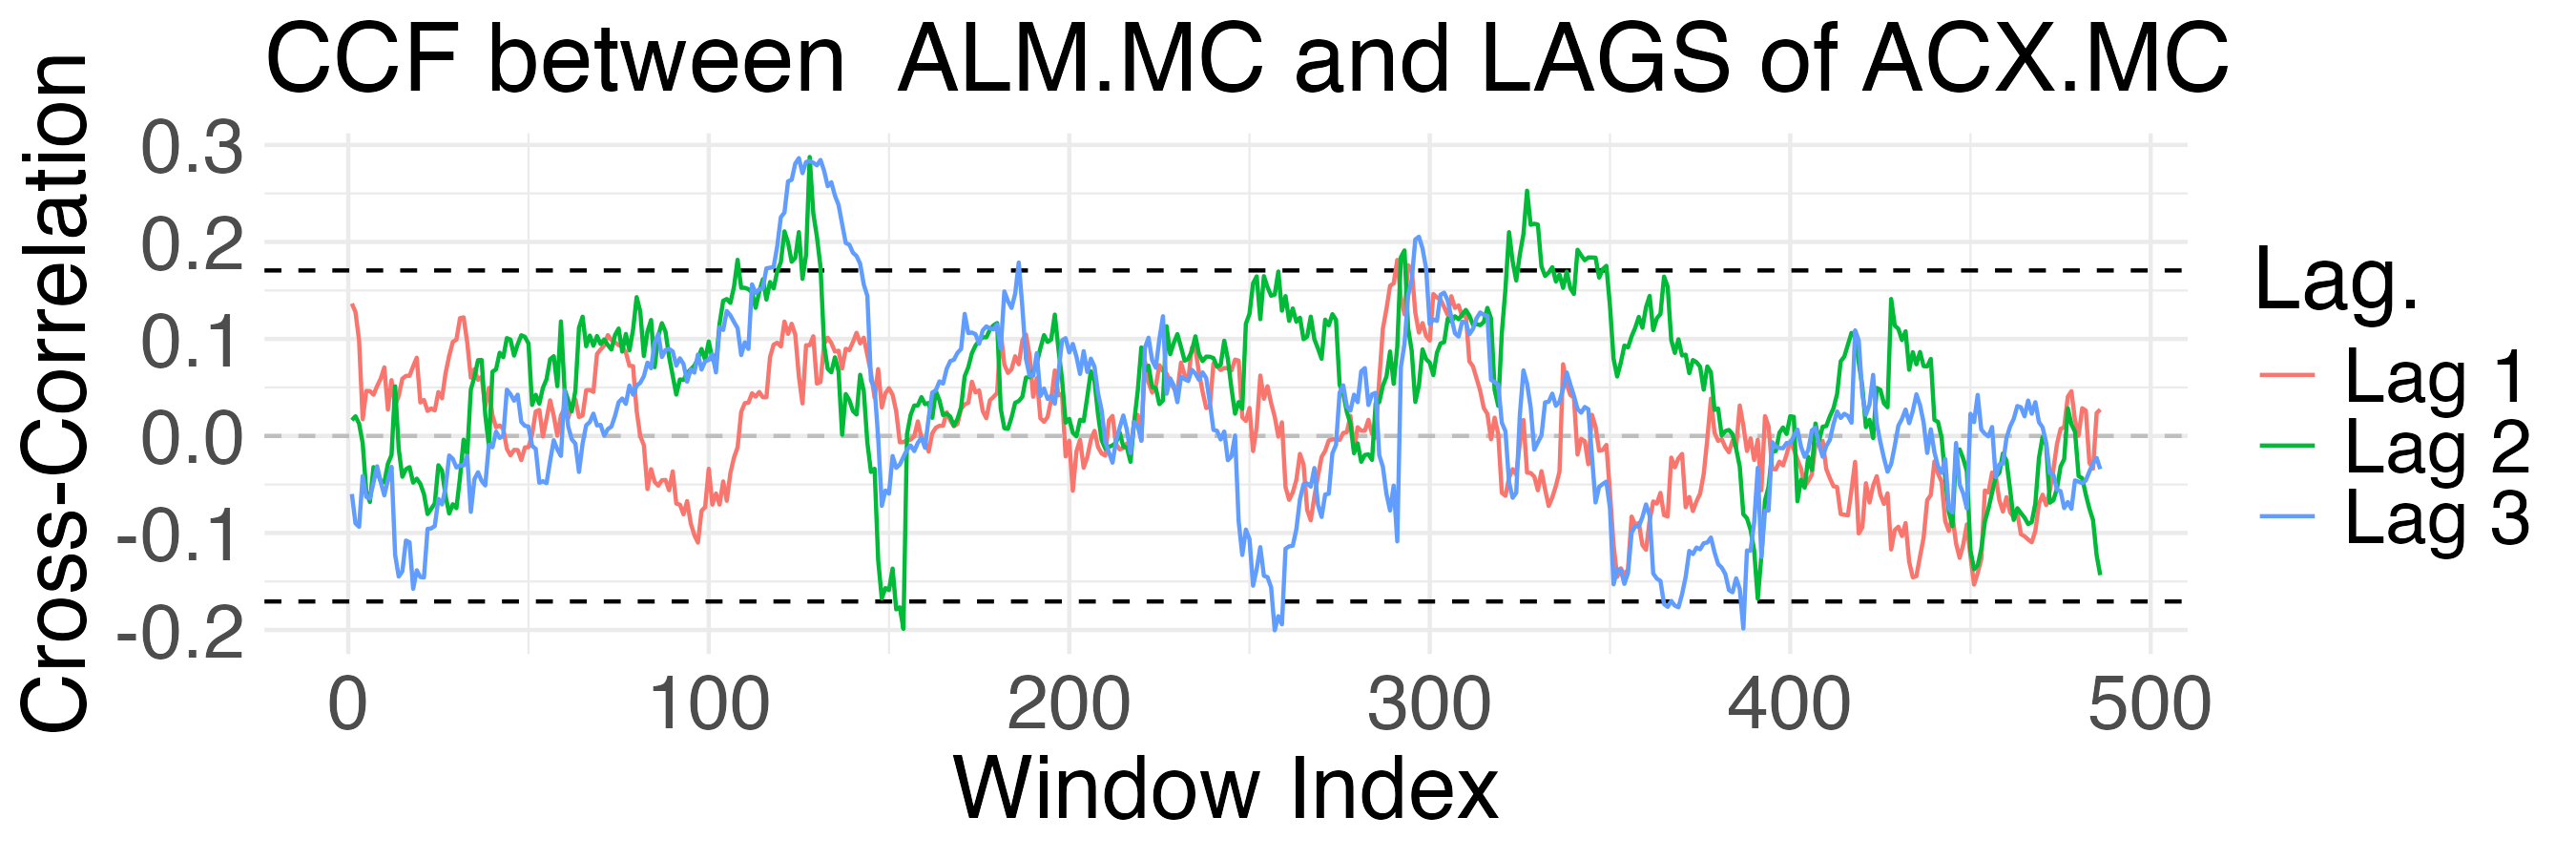 CCF between  ALM.MC and LAGS of ACX.MC
Cross-Correlation
0.3
0.2
0.1
0.0
-0.1
-0.2
0 100 200 300 400 500
Window Index
Lag.
Lag 1
Lag 2
Lag 3